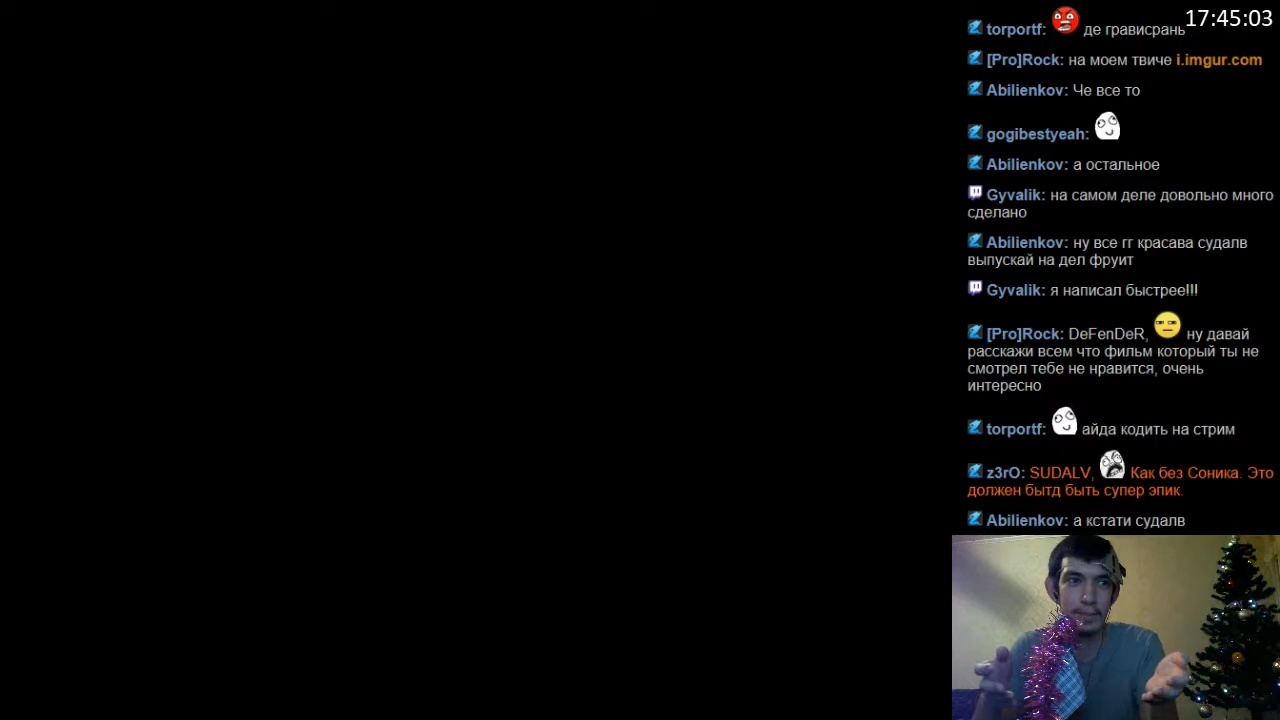 17:45:03
torportf: де грависрань
[Pro]Rock: на моем твиче i.imgur.com
Abilienkov: Че все то
gogibestyeah:
Abilienkov: а остальное
Gyvalik: на самом деле довольно много
сделано
Abilienkov: ну все гг красава судалв
выпускай на дел фруит
Gyvalik: я написал быстрее!!!
[Pro]Rock: DeFenDeR, ну давай
расскажи всем что фильм который ты не
смотрел тебе не нравится, очень
интересно
torportf: айда кодить на стрим
z3rO: SUDALV, Как без Соника. Это
должен бытд быть супер эпик.
Abilienkov: а кстати судалв